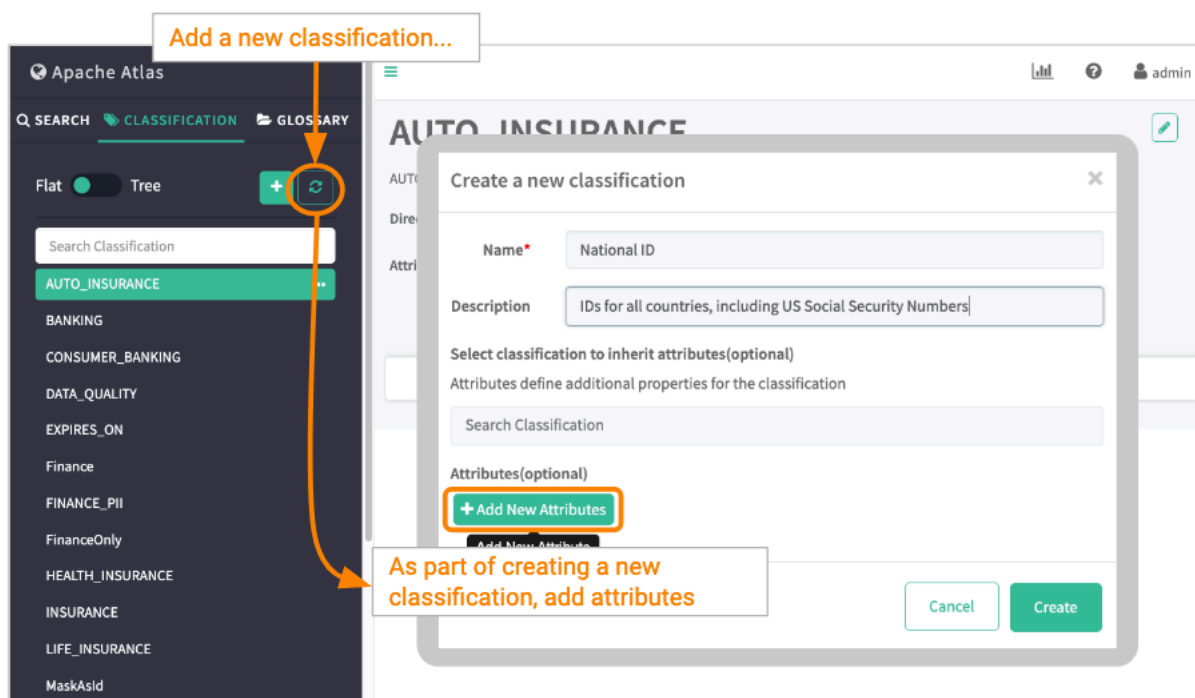 Add a new classification...
Apache Atlas
admin
SEARCH CLASSIFICATION GLOSSARY
AUTO_INSURANCE
Flat Tree
+
Search Classification
AUTO_INSURANCE
BANKING
CONSUMER_BANKING
DATA_QUALITY
EXPIRES_ON
Finance
FINANCE_PII
FinanceOnly
HEALTH_INSURANCE
INSURANCE
LIFE_INSURANCE
MaskAsId
Create a new classification
×
Name* National ID
Description IDs for all countries, including US Social Security Numbers
Select classification to inherit attributes(optional)
Attributes define additional properties for the classification
Search Classification
Attributes(optional)
+ Add New Attributes
Add New Attribute
As part of creating a new
classification, add attributes
Cancel Create